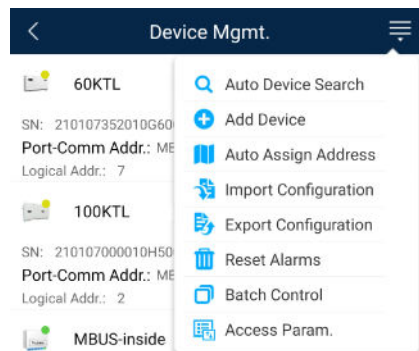 Device Mgmt.
60KTL
SN: 210107352010G60
Port-Comm Addr.: ME
Logical Addr.: 7
100KTL
SN: 210107000010H50
Port-Comm Addr.: ME
Logical Addr.: 2
MBUS-inside
Auto Device Search
Add Device
Auto Assign Address
Import Configuration
Export Configuration
Reset Alarms
Batch Control
Access Param.